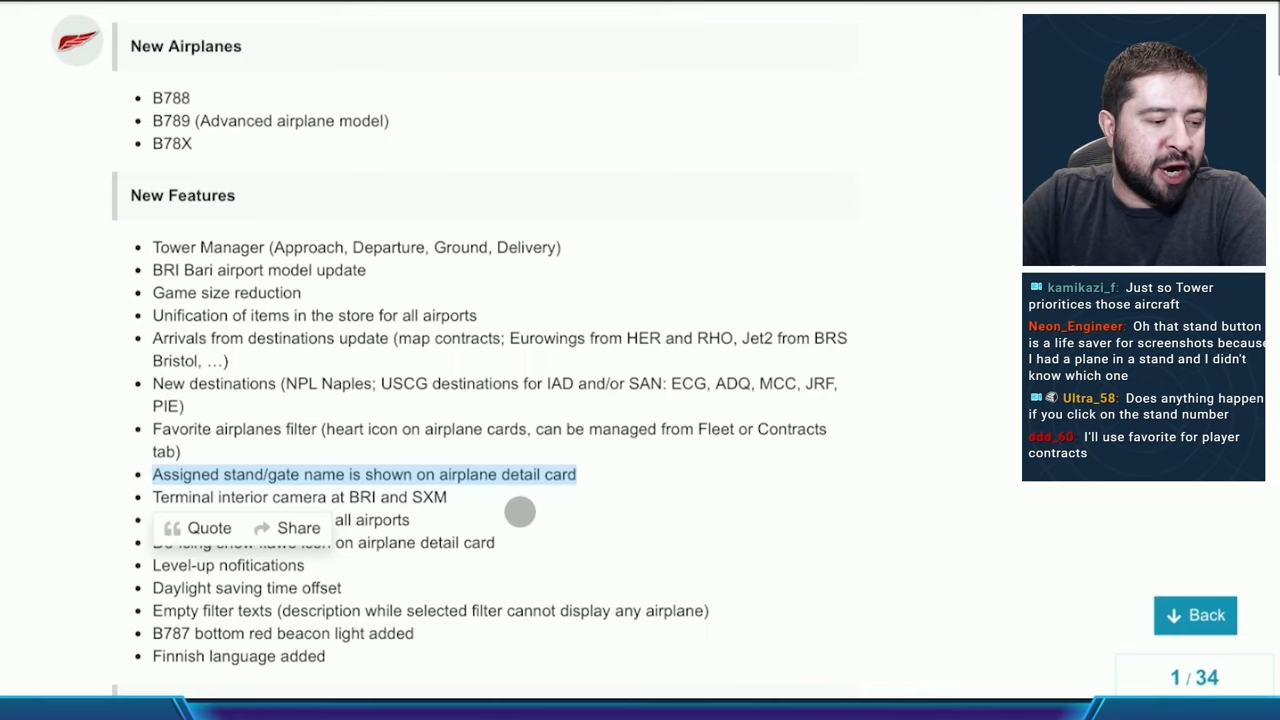 New Airplanes
B788
B789 (Advanced airplane model)
B78X
New Features
Tower Manager (Approach, Departure, Ground, Delivery)
BRI Bari airport model update
Game size reduction
Unification of items in the store for all airports
Arrivals from destinations update (map contracts; Eurowings from HER and RHO, Jet2 from BRS
Bristol, …)
New destinations (NPL Naples; USCG destinations for IAD and/or SAN: ECG, ADQ, MCC, JRF,
PIE)
Favorite airplanes filter (heart icon on airplane cards, can be managed from Fleet or Contracts
tab)
Assigned stand/gate name is shown on airplane detail card
Terminal interior camera at BRI and SXM
all airports
Quote Share
on airplane detail card
Level-up nofitications
Daylight saving time offset
Empty filter texts (description while selected filter cannot display any airplane)
B787 bottom red beacon light added
Finnish language added
kamikazi_f: Just so Tower
prioritices those aircraft
Neon_Engineer: Oh that stand button
is a life saver for screenshots because
I had a plane in a stand and I didn't
know which one
Ultra_58: Does anything happen
if you click on the stand number
ddd_60: I'll use favorite for player
contracts
Back
1 / 34